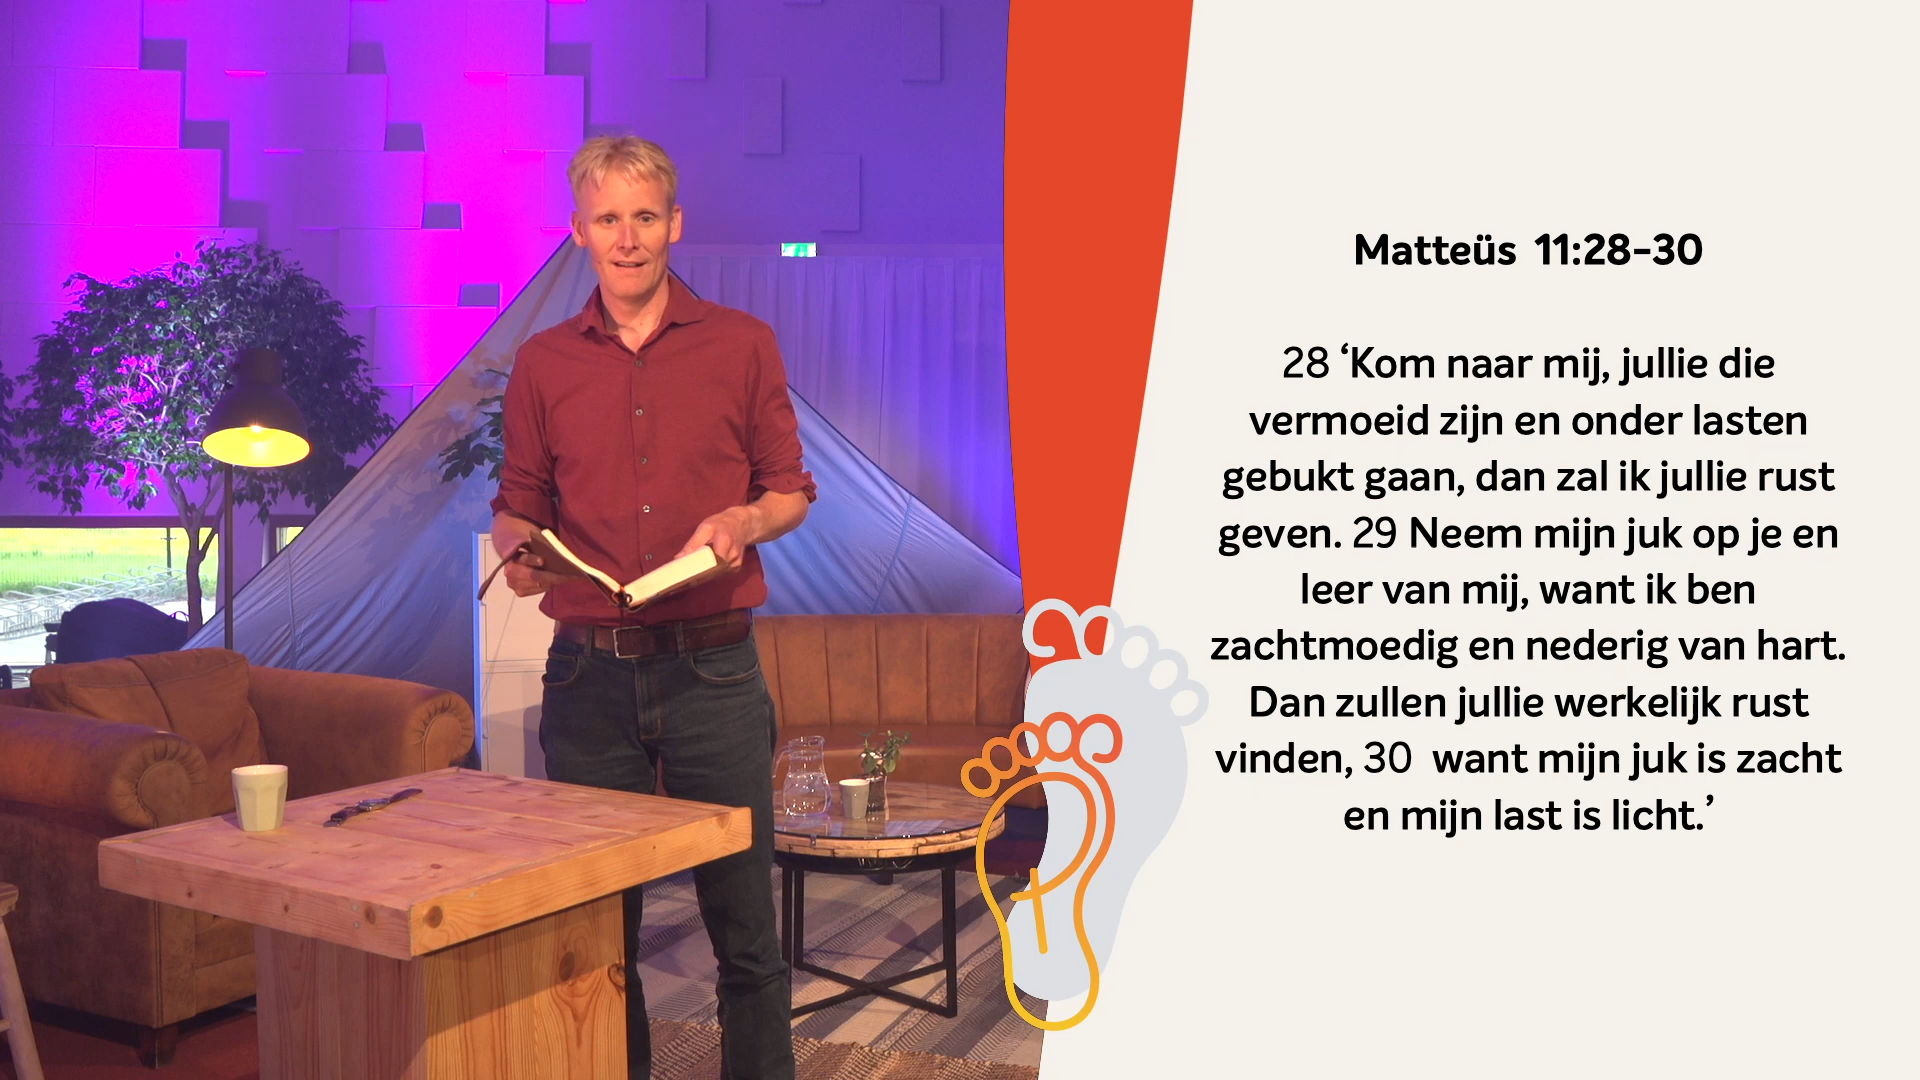 Matteüs 11:28-30
28 ‘Kom naar mij, jullie die
vermoeid zijn en onder lasten
gebukt gaan, dan zal ik jullie rust
geven. 29 Neem mijn juk op je en
leer van mij, want ik ben
zachtmoedig en nederig van hart.
Dan zullen jullie werkelijk rust
vinden, 30 want mijn juk is zacht
en mijn last is licht.’